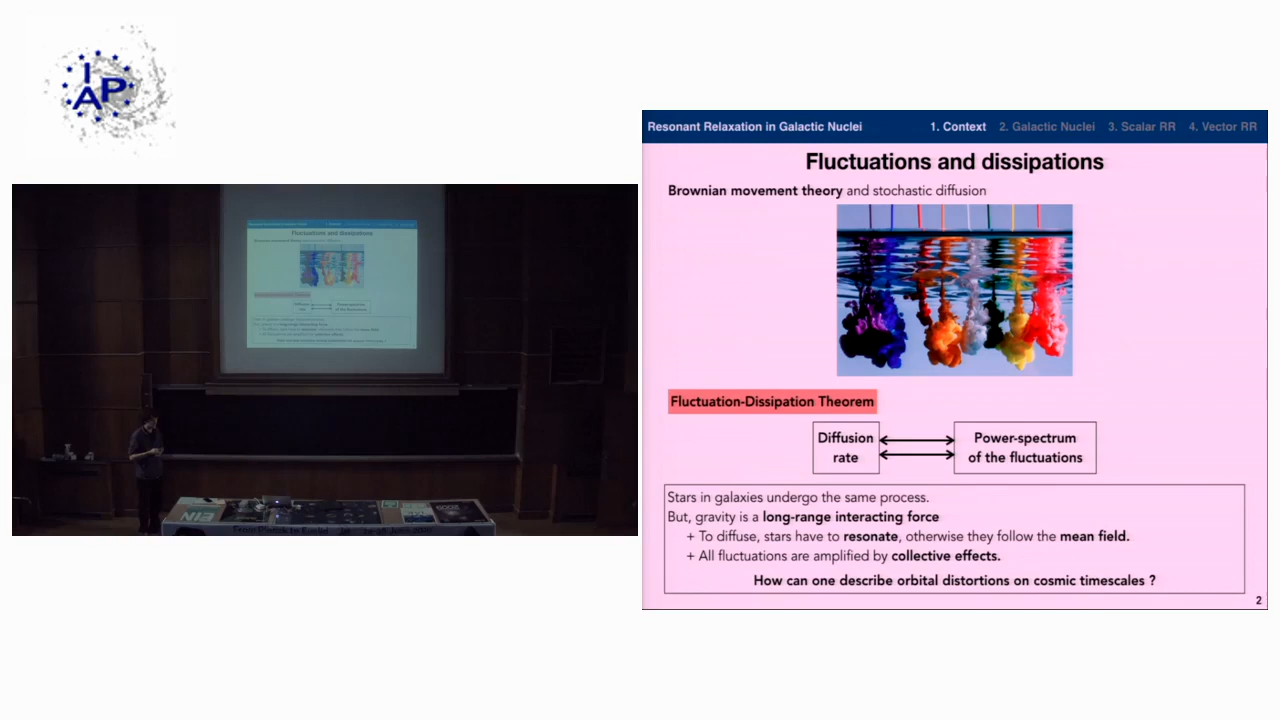 IAP
Resonant Relaxation in Galactic Nuclei 1. Context 2. Galactic Nuclei 3. Scalar RR 4. Vector RR
Fluctuations and dissipations
Brownian movement theory and stochastic diffusion
Fluctuation-Dissipation Theorem
Diffusion
rate
Power-spectrum
of the fluctuations
Stars in galaxies undergo the same process.
But, gravity is a long-range interacting force
+ To diffuse, stars have to resonate, otherwise they follow the mean field.
+ All fluctuations are amplified by collective effects.
How can one describe orbital distortions on cosmic timescales ?
2
Fluctuations and dissipations